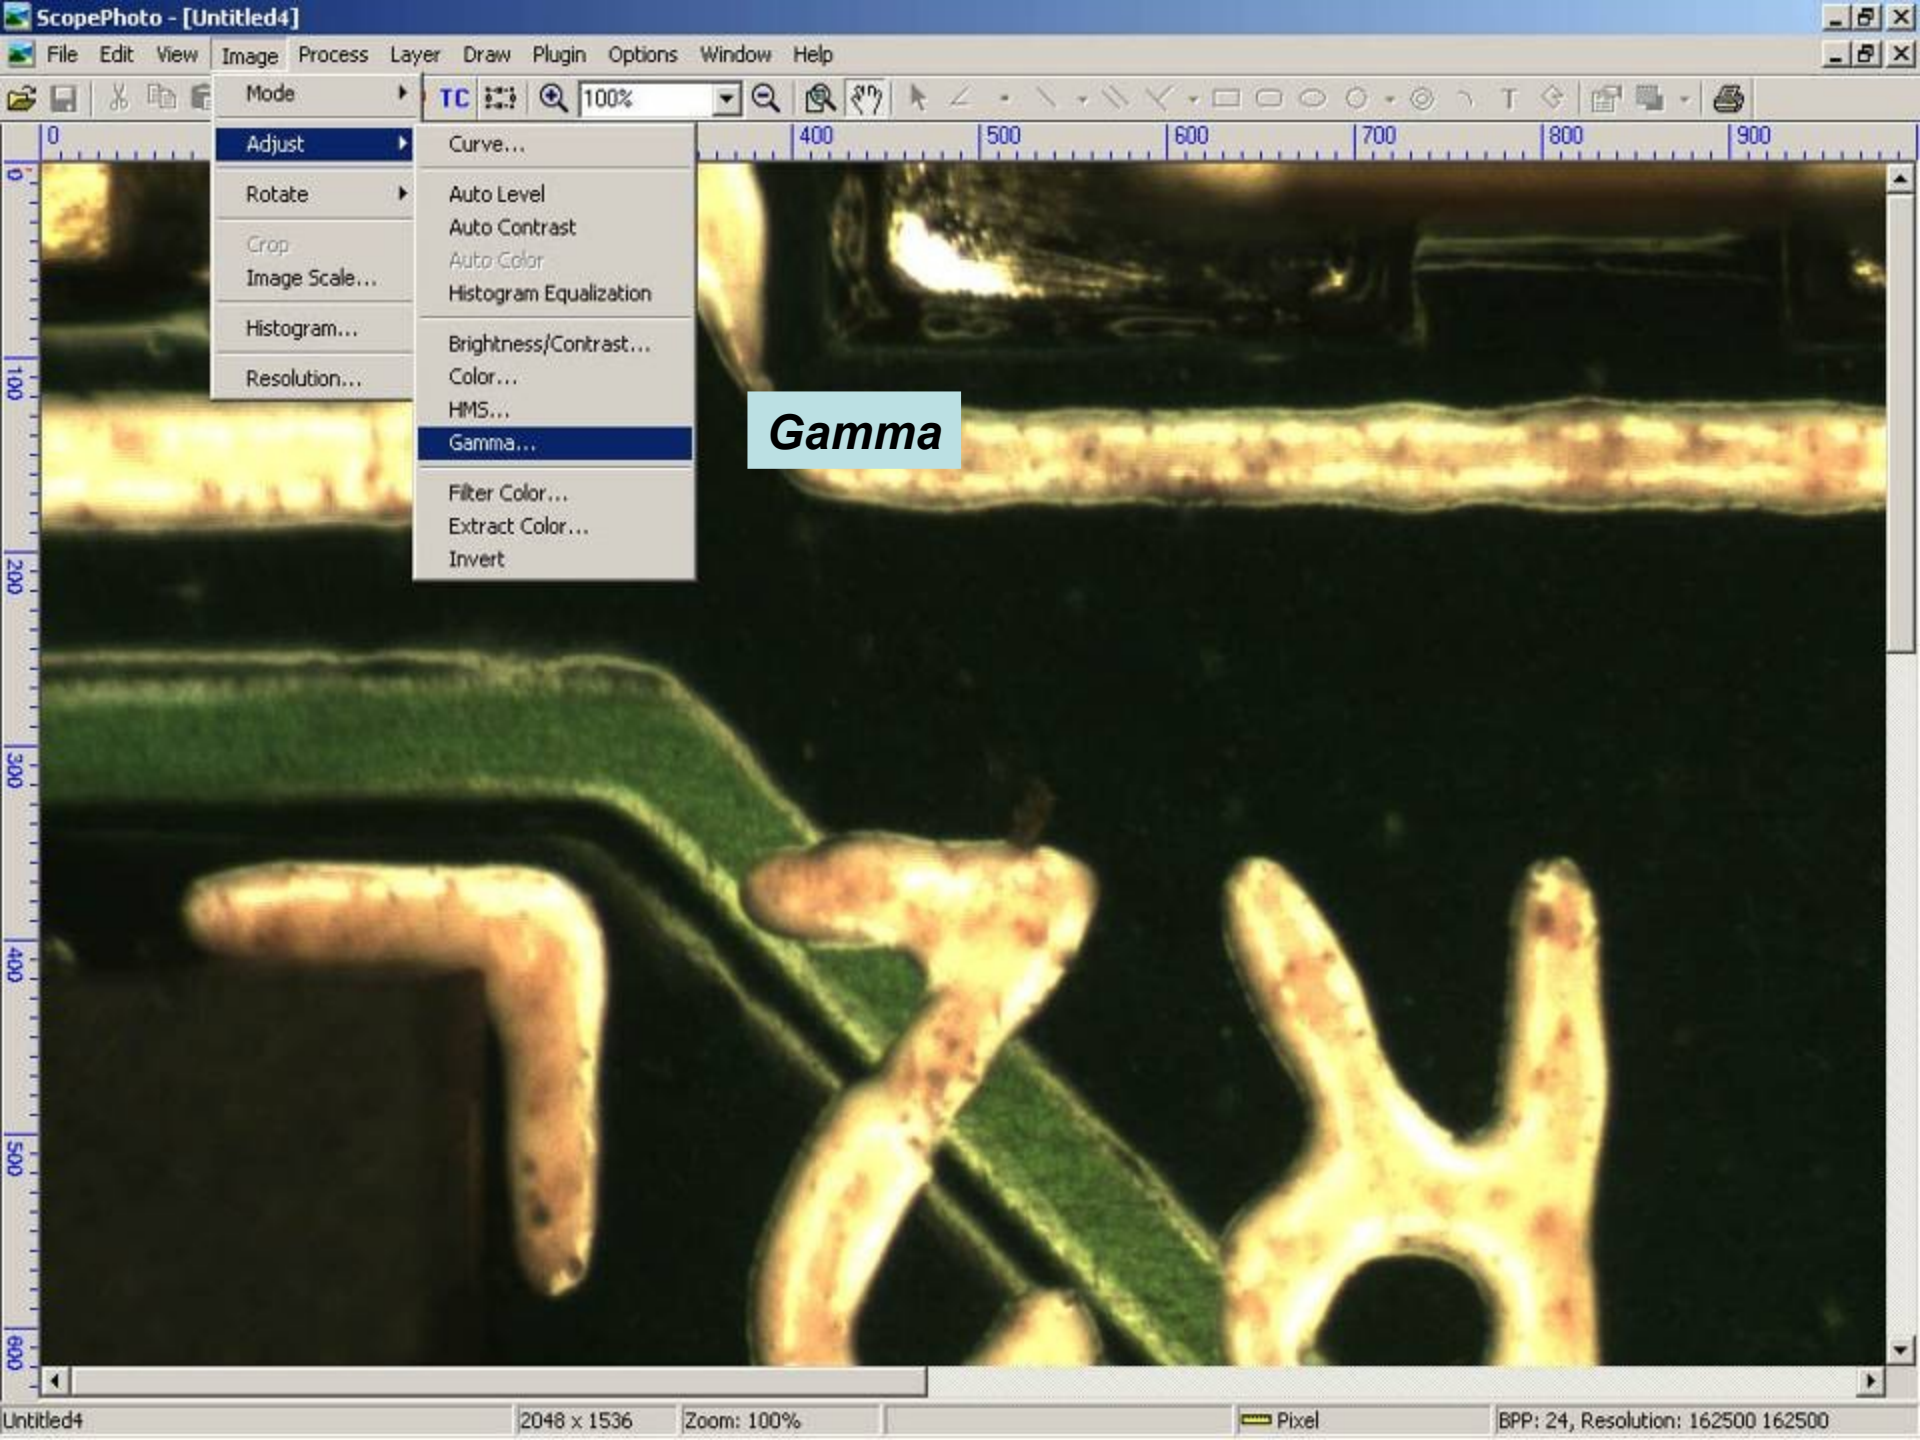 ScopePhoto - [Untitled4]
File Edit View Image Process Layer Draw Plugin Options Window Help
TC 100%
Mode
Adjust
Rotate
Crop
Image Scale...
Histogram...
Resolution...
Curve...
Auto Level
Auto Contrast
Auto Color
Histogram Equalization
Brightness/Contrast...
Color...
HMS...
Gamma...
Filter Color...
Extract Color...
Invert
Gamma
0 400 500 600 700 800 900
0
100
200
300
400
500
600
Untitled4 2048 x 1536 Zoom: 100% Pixel BPP: 24, Resolution: 162500 162500